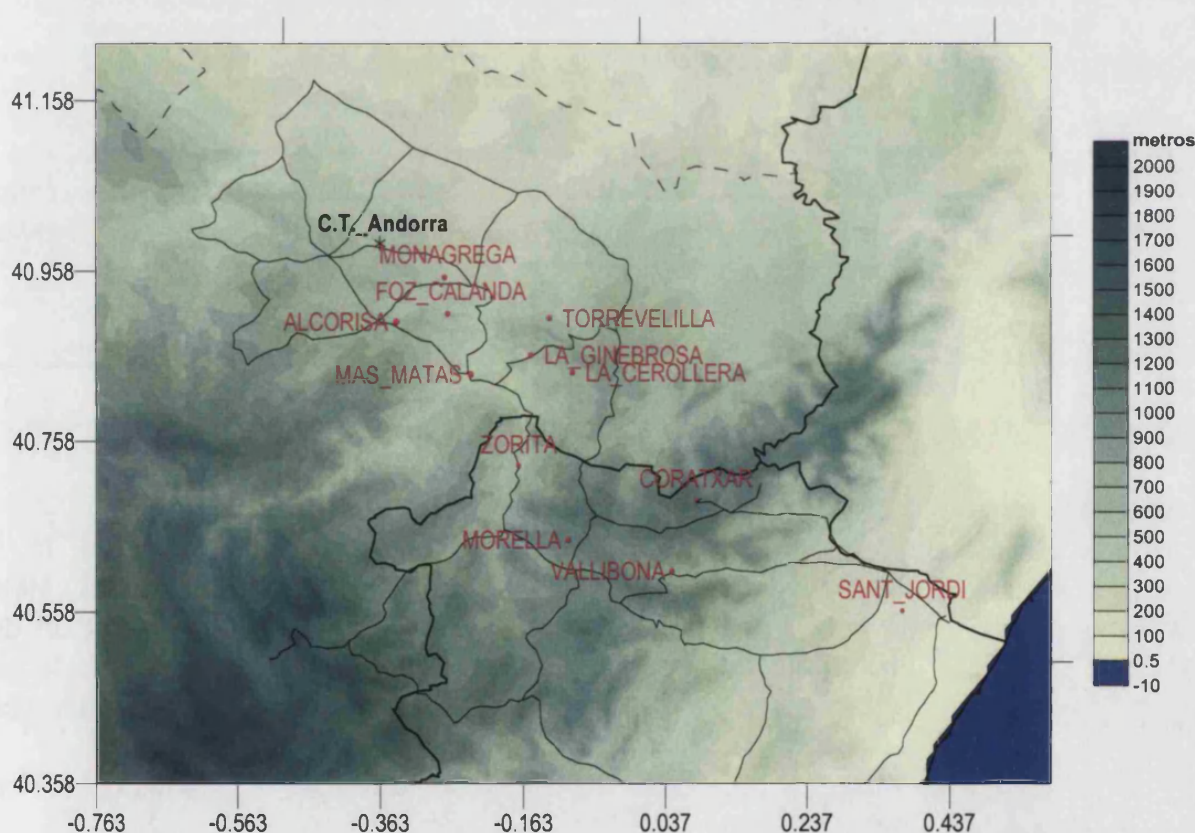 41.158
40.958
40.758
40.558
40.358
-0.763
-0.563
-0.363
-0.163
0.037
0.237
0.437
C.T._Andorra
MONAGREGA
FOZ_CALANDA
ALCORISA
TORREVELILLA
LA_GINEBROSA
MAS_MATAS
LA_CEROLLERA
ZORITA
CORATXAR
MORELLA
VALLIBONA
SANT_JORDI
metros
2000
1900
1800
1700
1600
1500
1400
1300
1200
1100
1000
900
800
700
600
500
400
300
200
100
0.5
-10